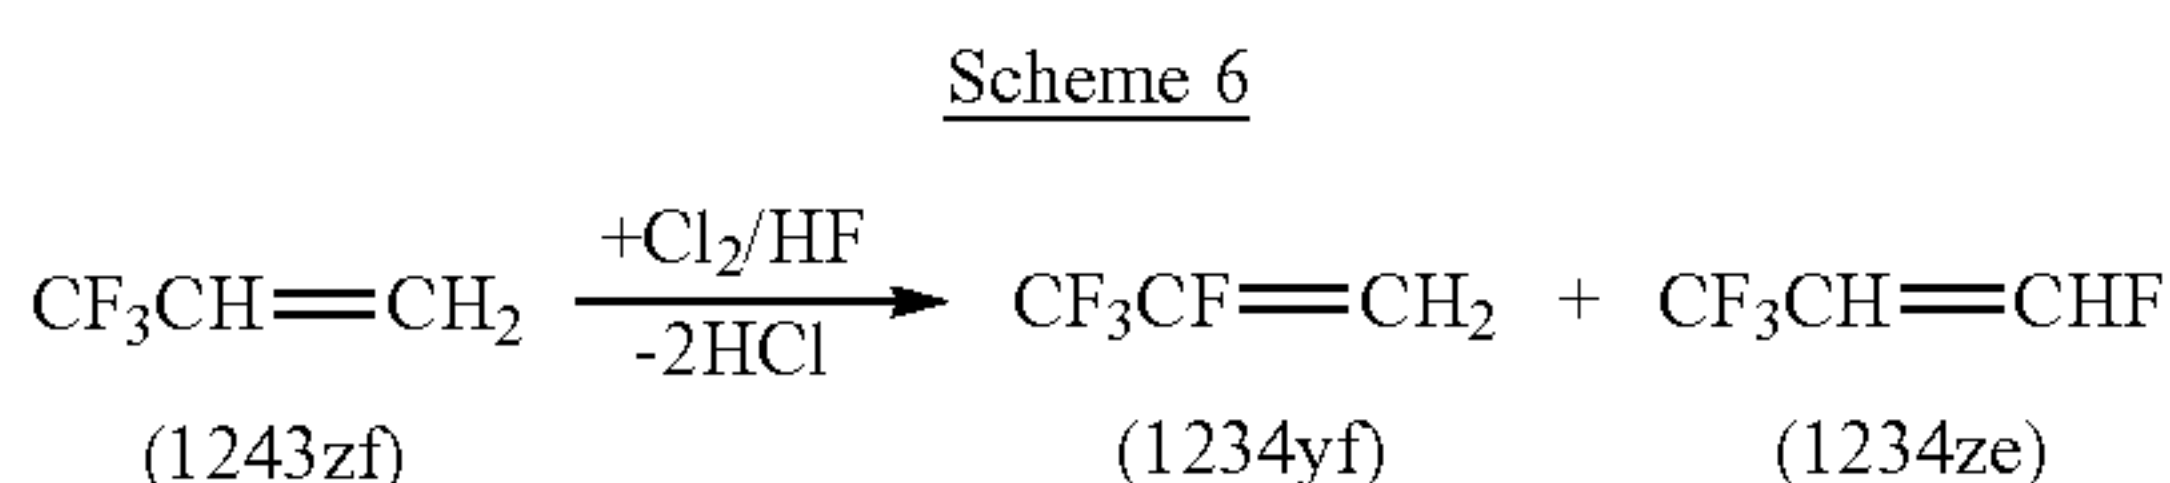 Scheme 6
+Cl2/HF
CF3CH=CH2 CF3CF=CH2 + CF3CH=CHF
-2HCl
(1243zf) (1234yf) (1234ze)